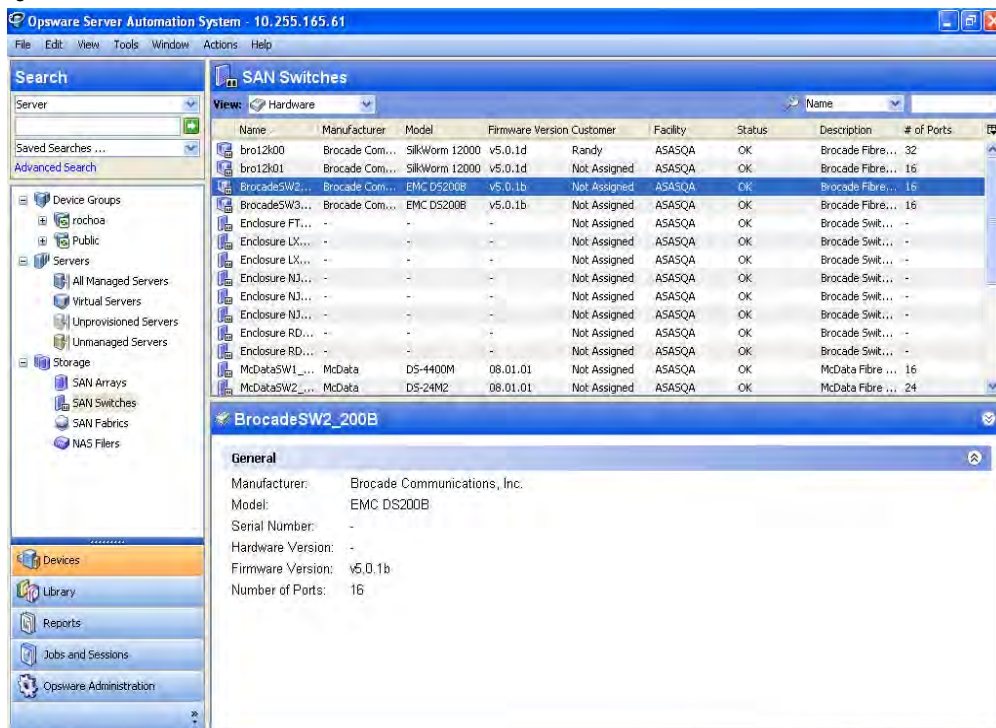 Opsware Server Automation System - 10.255.165.61
File Edit View Tools Window Actions Help
Search
Server
Saved Searches ...
Advanced Search
Device Groups
rochoa
Public
Servers
All Managed Servers
Virtual Servers
Unprovisioned Servers
Unmanaged Servers
Storage
SAN Arrays
SAN Switches
SAN Fabrics
NAS Filers
Devices
Library
Reports
Jobs and Sessions
Opsware Administration
SAN Switches
View: Hardware Name
Name Manufacturer Model Firmware Version Customer Facility Status Description # of Ports
bro12k00 Brocade Com... SilkWorm 12000 v5.0.1d Randy ASASQA OK Brocade Fibre... 32
bro12k01 Brocade Com... SilkWorm 12000 v5.0.1d Not Assigned ASASQA OK Brocade Fibre... 16
BrocadeSW2... Brocade Com... EMC DS200B v5.0.1b Not Assigned ASASQA OK Brocade Fibre... 16
BrocadeSW3... Brocade Com... EMC DS200B v5.0.1b Not Assigned ASASQA OK Brocade Fibre... 16
Enclosure FT... - - - Not Assigned ASASQA OK Brocade Swit... -
Enclosure LX... - - - Not Assigned ASASQA OK Brocade Swit... -
Enclosure LX... - - - Not Assigned ASASQA OK Brocade Swit... -
Enclosure NJ... - - - Not Assigned ASASQA OK Brocade Swit... -
Enclosure NJ... - - - Not Assigned ASASQA OK Brocade Swit... -
Enclosure NJ... - - - Not Assigned ASASQA OK Brocade Swit... -
Enclosure RD... - - - Not Assigned ASASQA OK Brocade Swit... -
Enclosure RD... - - - Not Assigned ASASQA OK Brocade Swit... -
McDataSW1_... McData DS-4400M 08.01.01 Not Assigned ASASQA OK McData Fibre ... 16
McDataSW2_... McData DS-24M2 08.01.01 Not Assigned ASASQA OK McData Fibre ... 24
BrocadeSW2_200B
General
Manufacturer: Brocade Communications, Inc.
Model: EMC DS200B
Serial Number: -
Hardware Version: -
Firmware Version: v5.0.1b
Number of Ports: 16